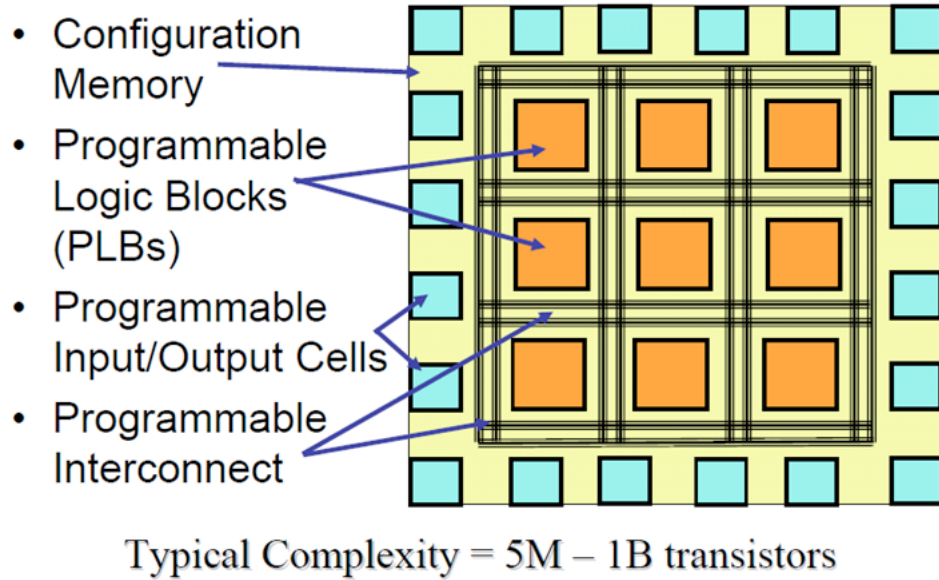 • Configuration
Memory
• Programmable
Logic Blocks
(PLBs)
• Programmable
Input/Output Cells
• Programmable
Interconnect
Typical Complexity = 5M – 1B transistors